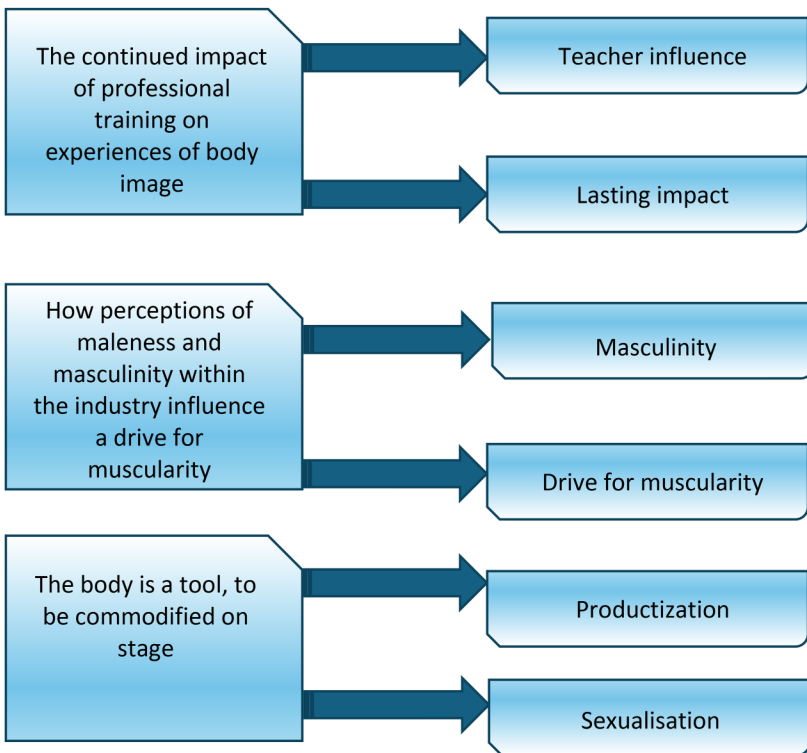 The continued impact
of professional
training on
experiences of body
image
Teacher influence
Lasting impact
How perceptions of
maleness and
masculinity within
the industry influence
a drive for
muscularity
Masculinity
Drive for muscularity
The body is a tool, to
be commodified on
stage
Productization
Sexualisation